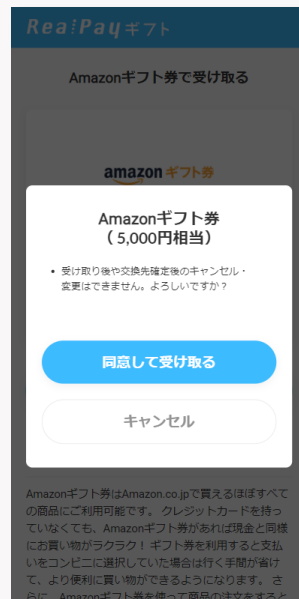 RealPayギフト
Amazonギフト券で受け取る
amazon ギフト券
Amazonギフト券
（5,000円相当）
• 受け取り後や交換先確定後のキャンセル・
変更はできません。よろしいですか？
同意して受け取る
キャンセル
Amazonギフト券はAmazon.co.jpで買えるほぼすべて
の商品にご利用可能です。 クレジットカードを持っ
ていなくても、Amazonギフト券があれば現金と同様
にお買い物がラクラク！ ギフト券を利用すると支払
いをコンビニに選択していた場合は行く手間が省け
て、より便利に買い物ができるようになります。 さ
らに、Amazonギフト券を使って商品の注文をすると